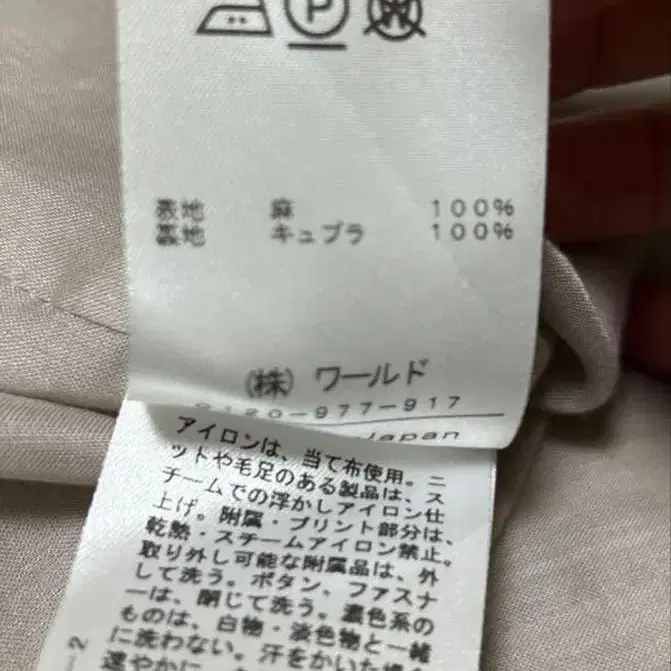 P
W
表地 麻 100%
裏地 キュプラ 100%
(株) ワールド
0120-977-917
Japan
アイロンは、当て布使用。ニ
ットや毛足のある製品は、ス
チームでの浮かしアイロン仕
上げ。附属・プリント部分は、
乾熱・スチームアイロン禁止。
取り外し可能な附属品は、外
して洗う。ボタン、ファスナ
ーは、閉じて洗う。濃色系の
ものは、白物・淡色物と一緒
に洗わない。汗をかいた場合
速やかに
-2